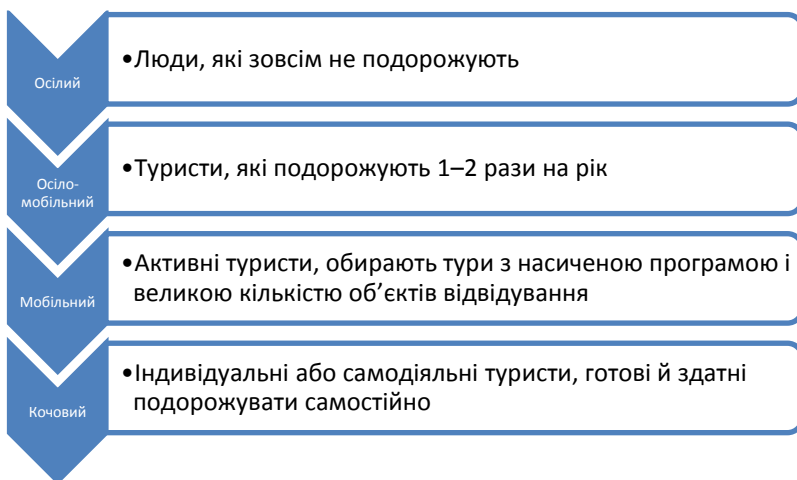 Осілий
•Люди, які зовсім не подорожують
Осіло-
мобільний
•Туристи, які подорожують 1–2 рази на рік
Мобільний
•Активні туристи, обирають тури з насиченою програмою і
великою кількістю об’єктів відвідування
Кочовий
•Індивідуальні або самодіяльні туристи, готові й здатні
подорожувати самостійно